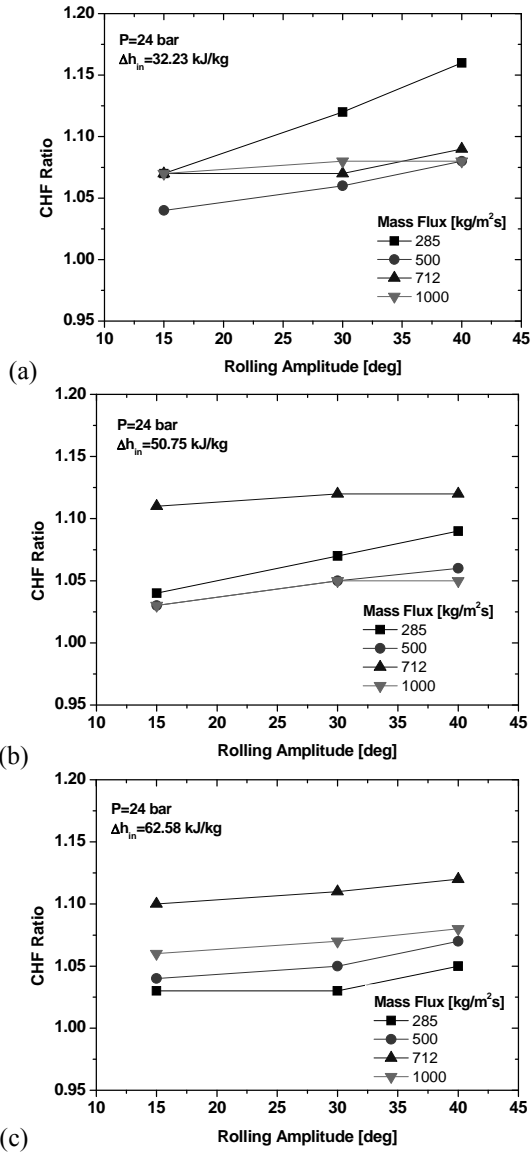 1.20
P=24 bar
Δh_in=32.23 kJ/kg
1.15
1.10
CHF Ratio
1.05
1.00
0.95
Mass Flux [kg/m²s]
285
500
712
1000
10 15 20 25 30 35 40 45
Rolling Amplitude [deg]
(a)
1.20
P=24 bar
Δh_in=50.75 kJ/kg
1.15
1.10
CHF Ratio
1.05
1.00
0.95
Mass Flux [kg/m²s]
285
500
712
1000
10 15 20 25 30 35 40 45
Rolling Amplitude [deg]
(b)
1.20
P=24 bar
Δh_in=62.58 kJ/kg
1.15
1.10
CHF Ratio
1.05
1.00
0.95
Mass Flux [kg/m²s]
285
500
712
1000
10 15 20 25 30 35 40 45
Rolling Amplitude [deg]
(c)